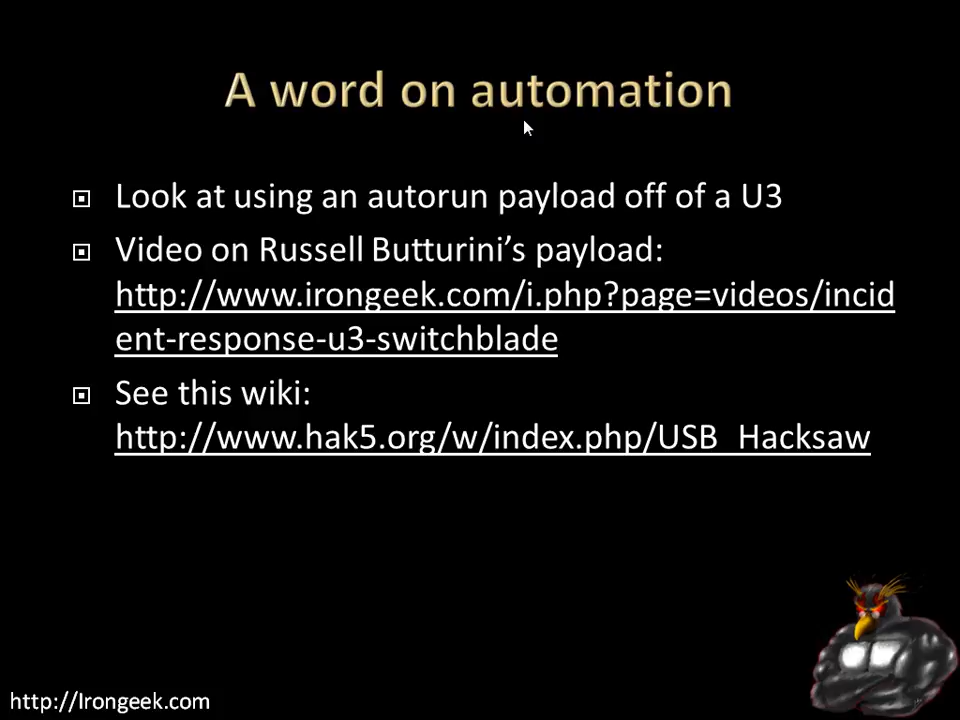 A word on automation
Look at using an autorun payload off of a U3
Video on Russell Butturini’s payload:
http://www.irongeek.com/i.php?page=videos/incid
ent-response-u3-switchblade
See this wiki:
http://www.hak5.org/w/index.php/USB_Hacksaw
http://Irongeek.com